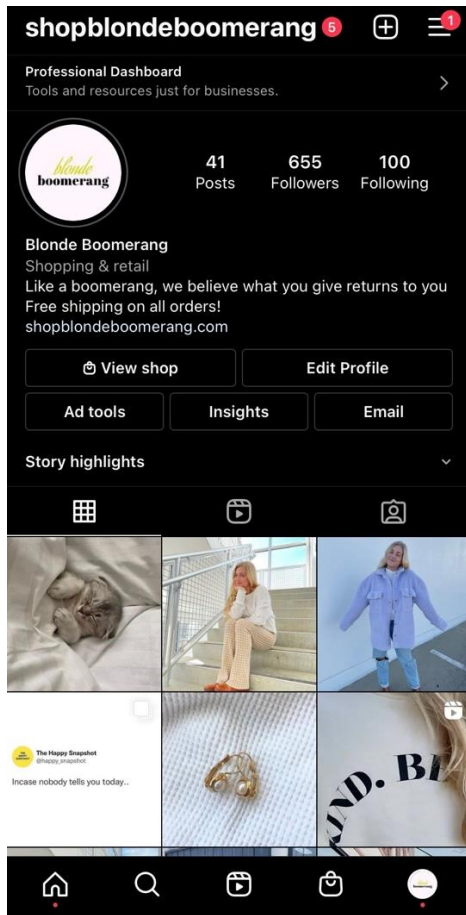 shopblondeboomerang 5
1
Professional Dashboard
Tools and resources just for businesses.
blonde
boomerang
41 655 100
Posts Followers Following
Blonde Boomerang
Shopping & retail
Like a boomerang, we believe what you give returns to you
Free shipping on all orders!
shopblondeboomerang.com
View shop Edit Profile
Ad tools Insights Email
Story highlights
The Happy Snapshot
@happy_snapshot
Incase nobody tells you today..
KIND. BE